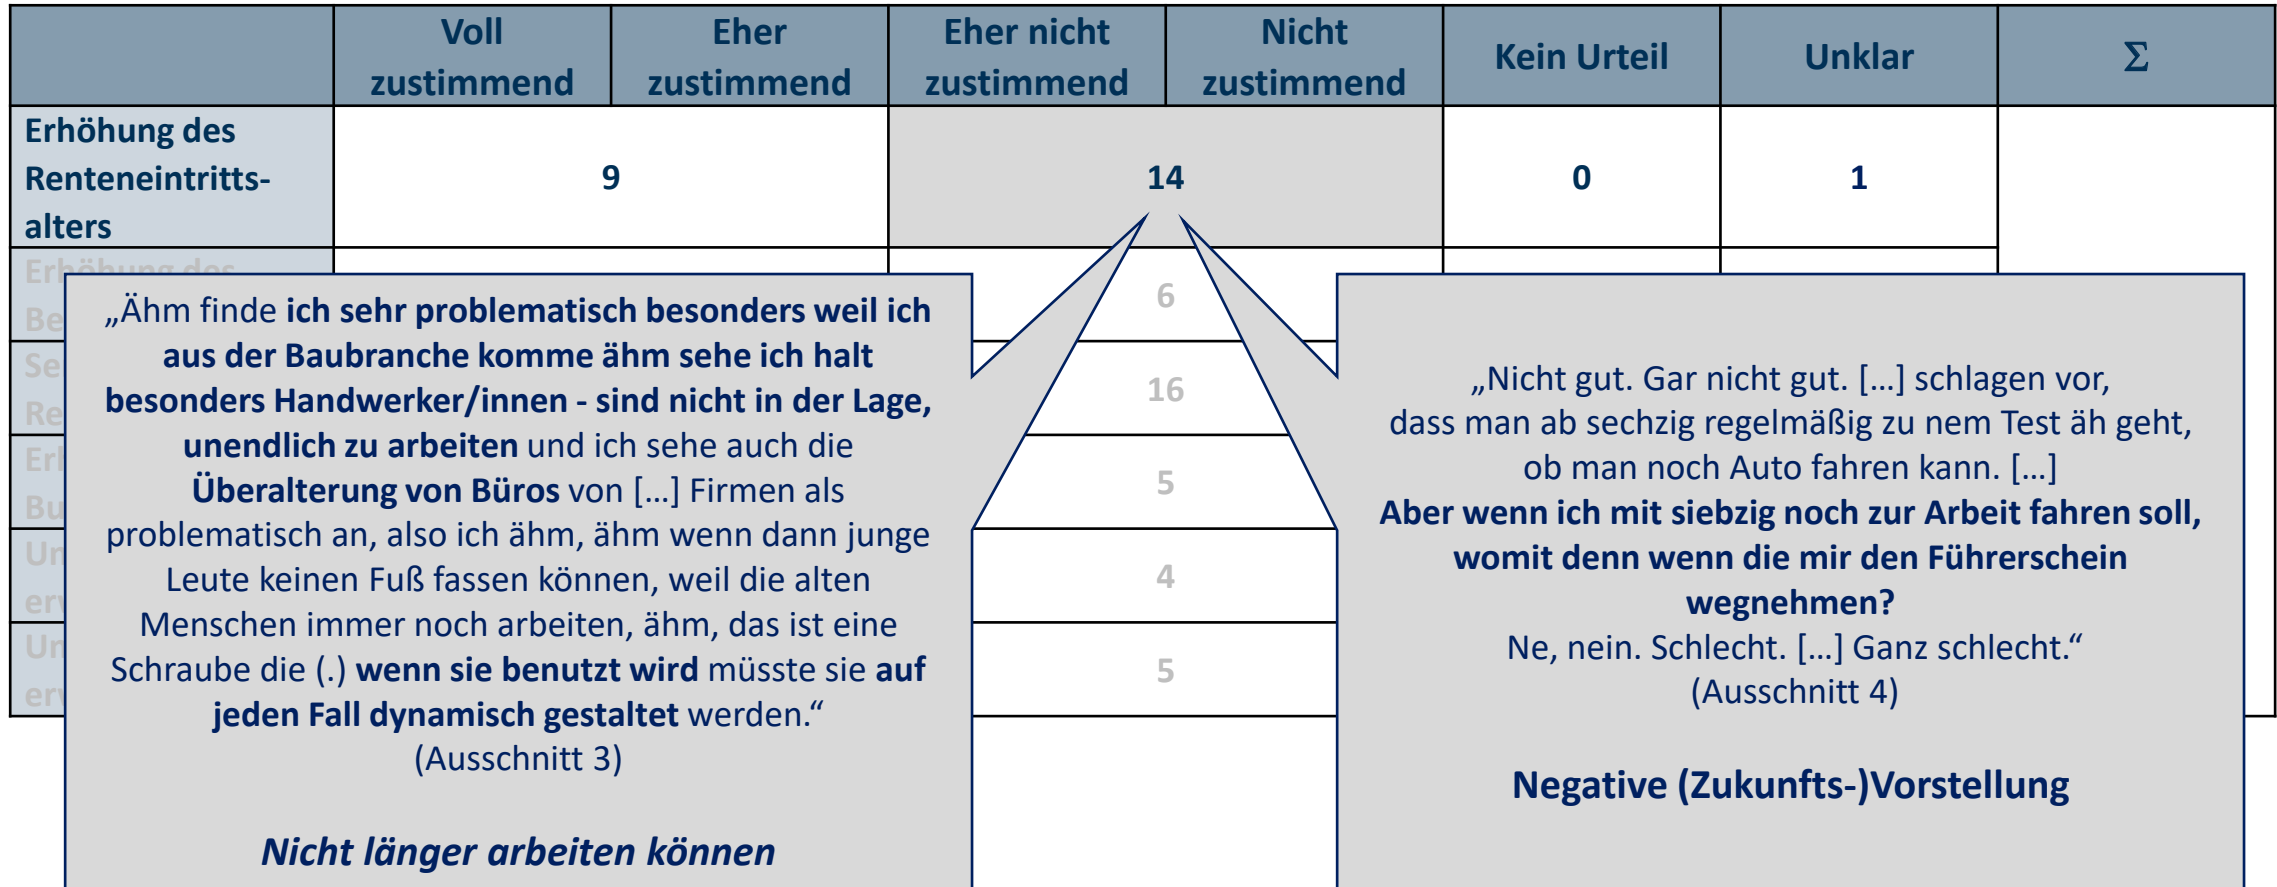 Voll zustimmend
Eher zustimmend
Eher nicht zustimmend
Nicht zustimmend
Kein Urteil
Unklar
Σ
Erhöhung des
Renteneintritts-
alters
9
14
0
1
Erhöhung des
6
16
5
4
5
„Ähm finde ich sehr problematisch besonders weil ich
aus der Baubranche komme ähm sehe ich halt
besonders Handwerker/innen - sind nicht in der Lage,
unendlich zu arbeiten und ich sehe auch die
Überalterung von Büros von […] Firmen als
problematisch an, also ich ähm, ähm wenn dann junge
Leute keinen Fuß fassen können, weil die alten
Menschen immer noch arbeiten, ähm, das ist eine
Schraube die (.) wenn sie benutzt wird müsste sie auf
jeden Fall dynamisch gestaltet werden.“
(Ausschnitt 3)
Nicht länger arbeiten können
„Nicht gut. Gar nicht gut. […] schlagen vor,
dass man ab sechzig regelmäßig zu nem Test äh geht,
ob man noch Auto fahren kann. […]
Aber wenn ich mit siebzig noch zur Arbeit fahren soll,
womit denn wenn die mir den Führerschein
wegnehmen?
Ne, nein. Schlecht. […] Ganz schlecht.“
(Ausschnitt 4)
Negative (Zukunfts-)Vorstellung